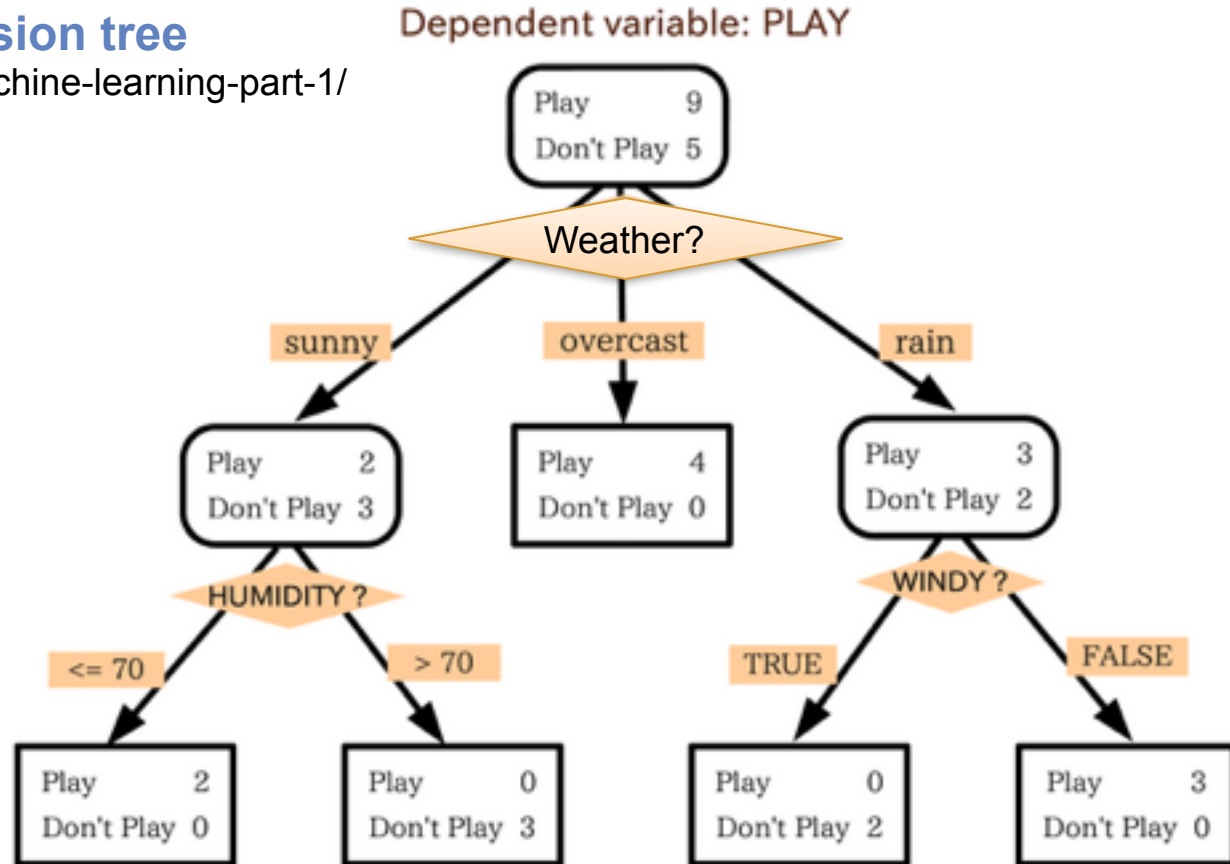 sion tree
chine-learning-part-1/
Dependent variable: PLAY
Play 9
Don't Play 5
Weather?
sunny
overcast
rain
Play 2
Don't Play 3
Play 4
Don't Play 0
Play 3
Don't Play 2
HUMIDITY ?
WINDY ?
<= 70
> 70
TRUE
FALSE
Play 2
Don't Play 0
Play 0
Don't Play 3
Play 0
Don't Play 2
Play 3
Don't Play 0